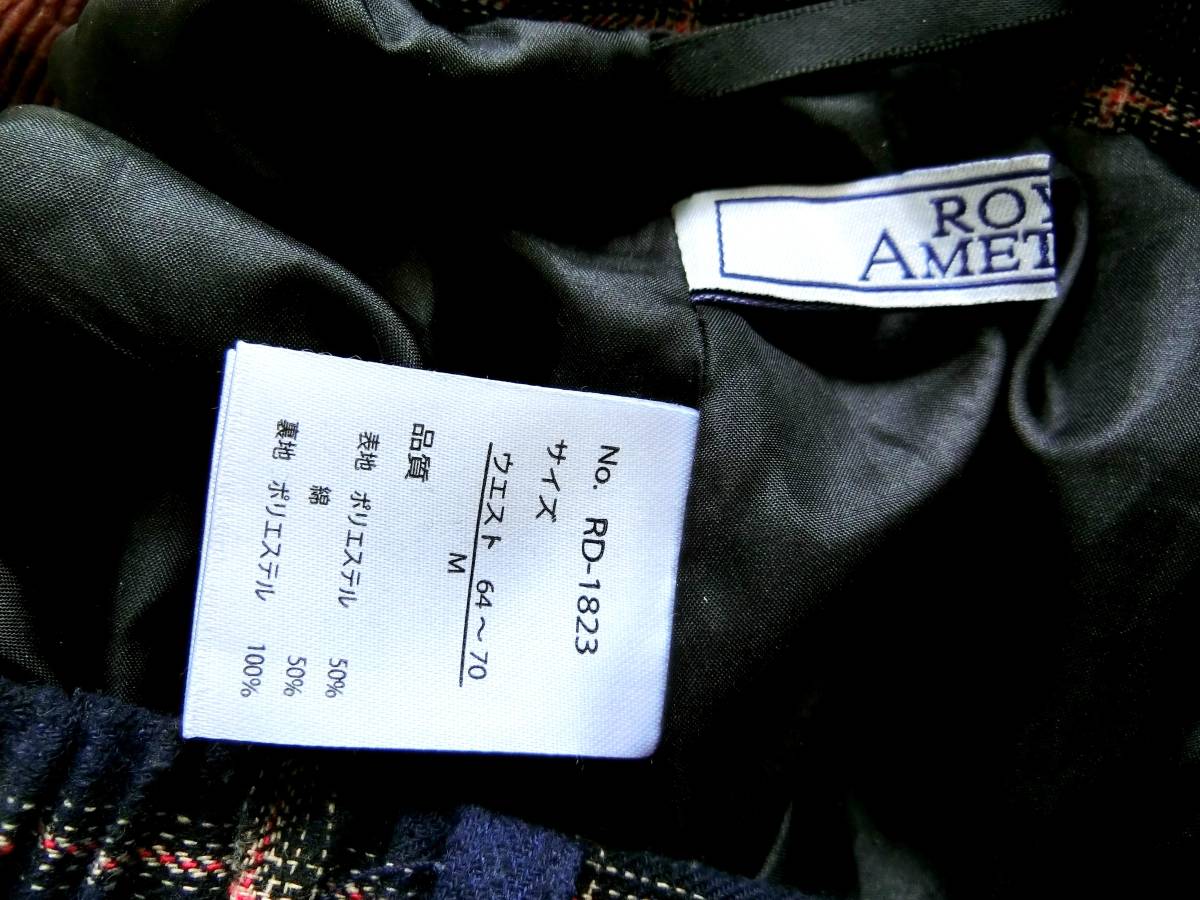 ROY
AMET
No. RD-1823
サイズ
ウエスト 64〜70
M
品質
表地 ポリエステル 50%
綿 50%
裏地 ポリエステル 100%